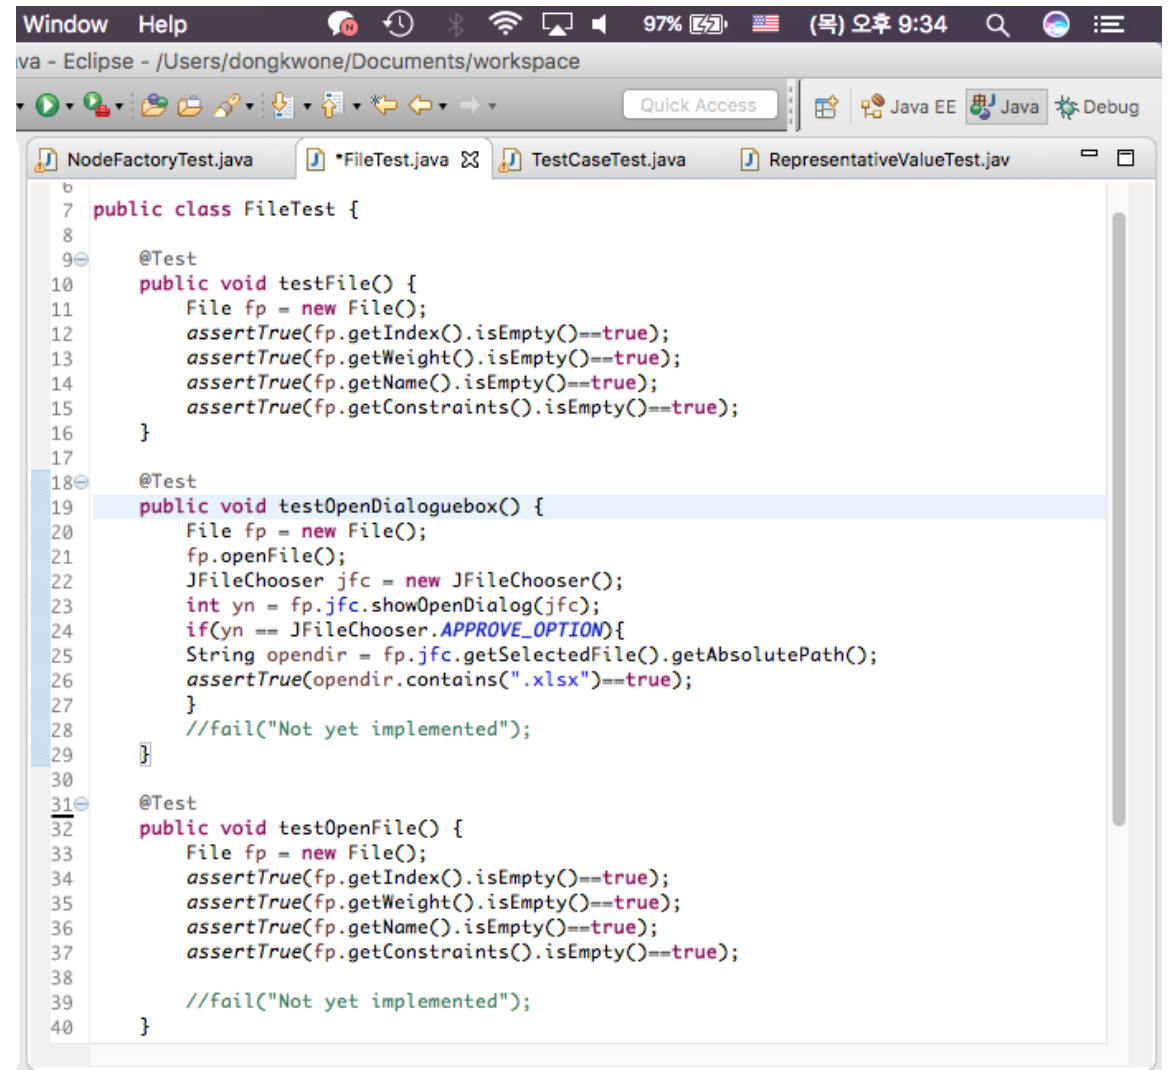 Window Help 97% (목) 오후 9:34
va - Eclipse - /Users/dongkwone/Documents/workspace
Quick Access Java EE Java Debug
NodeFactoryTest.java *FileTest.java TestCaseTest.java RepresentativeValueTest.jav
6
7 public class FileTest {
8
9 @Test
10 public void testFile() {
11 File fp = new File();
12 assertTrue(fp.getIndex().isEmpty()==true);
13 assertTrue(fp.getWeight().isEmpty()==true);
14 assertTrue(fp.getName().isEmpty()==true);
15 assertTrue(fp.getConstraints().isEmpty()==true);
16 }
17
18 @Test
19 public void testOpenDialoguebox() {
20 File fp = new File();
21 fp.openFile();
22 JFileChooser jfc = new JFileChooser();
23 int yn = fp.jfc.showOpenDialog(jfc);
24 if(yn == JFileChooser.APPROVE_OPTION){
25 String opendir = fp.jfc.getSelectedFile().getAbsolutePath();
26 assertTrue(opendir.contains(".xlsx")==true);
27 }
28 //fail("Not yet implemented");
29 }
30
31 @Test
32 public void testOpenFile() {
33 File fp = new File();
34 assertTrue(fp.getIndex().isEmpty()==true);
35 assertTrue(fp.getWeight().isEmpty()==true);
36 assertTrue(fp.getName().isEmpty()==true);
37 assertTrue(fp.getConstraints().isEmpty()==true);
38
39 //fail("Not yet implemented");
40 }